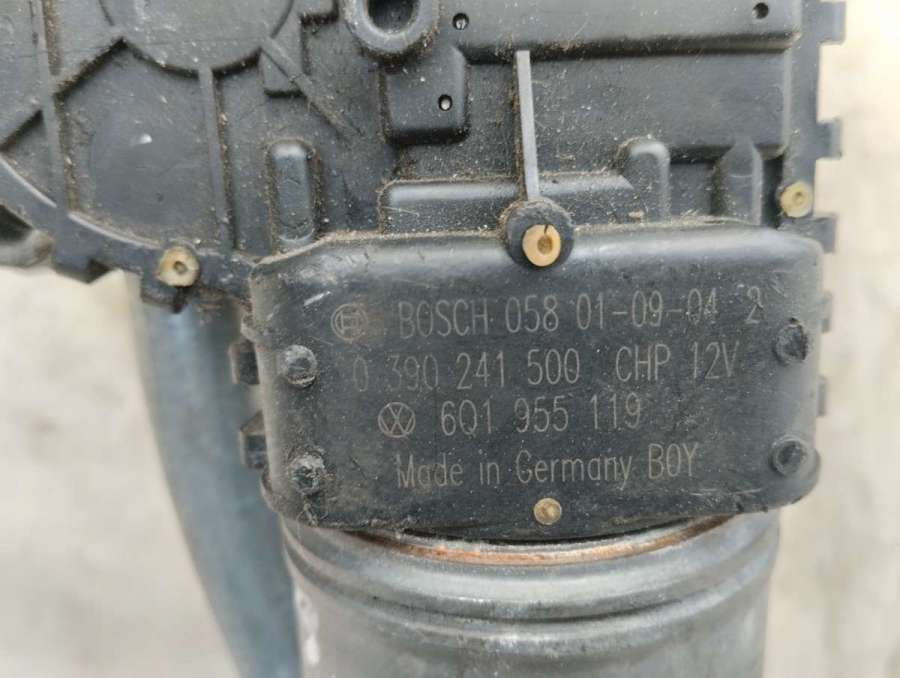 BOSCH 058 01-09-04 2
0 390 241 500 CHP 12V
6Q1 955 119
Made in Germany BOY